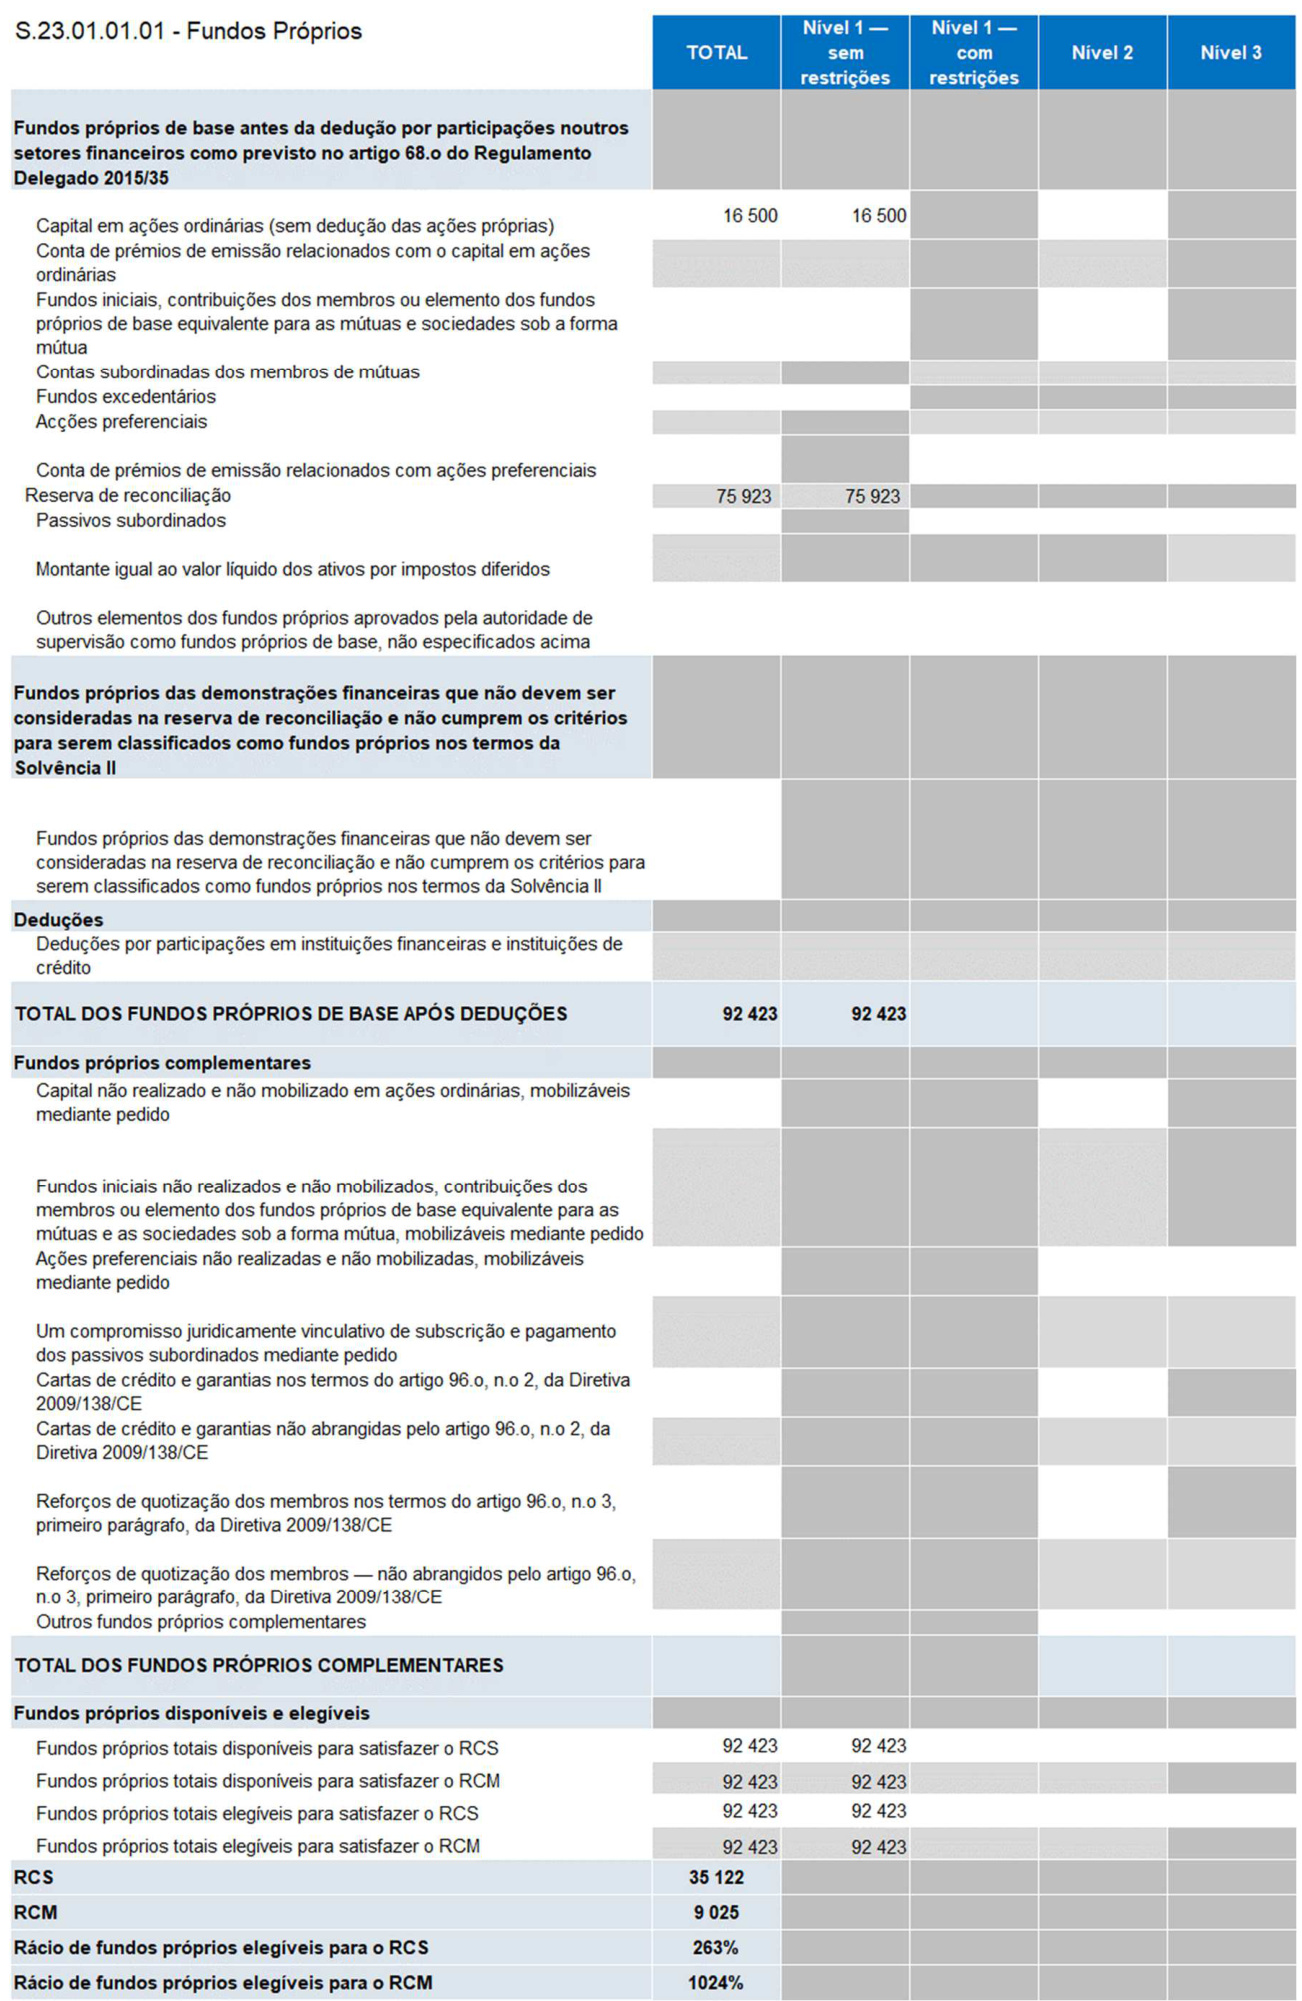 S.23.01.01.01 - Fundos Próprios
TOTAL
Nível 1 —
sem
restrições
Nível 1 —
com
restrições
Nível 2
Nível 3
Fundos próprios de base antes da dedução por participações noutros
setores financeiros como previsto no artigo 68.o do Regulamento
Delegado 2015/35
Capital em ações ordinárias (sem dedução das ações próprias) 16 500 16 500
Conta de prémios de emissão relacionados com o capital em ações
ordinárias
Fundos iniciais, contribuições dos membros ou elemento dos fundos
próprios de base equivalente para as mútuas e sociedades sob a forma
mútua
Contas subordinadas dos membros de mútuas
Fundos excedentários
Acções preferenciais
Conta de prémios de emissão relacionados com ações preferenciais
Reserva de reconciliação 75 923 75 923
Passivos subordinados
Montante igual ao valor líquido dos ativos por impostos diferidos
Outros elementos dos fundos próprios aprovados pela autoridade de
supervisão como fundos próprios de base, não especificados acima
Fundos próprios das demonstrações financeiras que não devem ser
consideradas na reserva de reconciliação e não cumprem os critérios
para serem classificados como fundos próprios nos termos da
Solvência II
Fundos próprios das demonstrações financeiras que não devem ser
consideradas na reserva de reconciliação e não cumprem os critérios para
serem classificados como fundos próprios nos termos da Solvência II
Deduções
Deduções por participações em instituições financeiras e instituições de
crédito
TOTAL DOS FUNDOS PRÓPRIOS DE BASE APÓS DEDUÇÕES 92 423 92 423
Fundos próprios complementares
Capital não realizado e não mobilizado em ações ordinárias, mobilizáveis
mediante pedido
Fundos iniciais não realizados e não mobilizados, contribuições dos
membros ou elemento dos fundos próprios de base equivalente para as
mútuas e as sociedades sob a forma mútua, mobilizáveis mediante pedido
Ações preferenciais não realizadas e não mobilizadas, mobilizáveis
mediante pedido
Um compromisso juridicamente vinculativo de subscrição e pagamento
dos passivos subordinados mediante pedido
Cartas de crédito e garantias nos termos do artigo 96.o, n.o 2, da Diretiva
2009/138/CE
Cartas de crédito e garantias não abrangidas pelo artigo 96.o, n.o 2, da
Diretiva 2009/138/CE
Reforços de quotização dos membros nos termos do artigo 96.o, n.o 3,
primeiro parágrafo, da Diretiva 2009/138/CE
Reforços de quotização dos membros — não abrangidos pelo artigo 96.o,
n.o 3, primeiro parágrafo, da Diretiva 2009/138/CE
Outros fundos próprios complementares
TOTAL DOS FUNDOS PRÓPRIOS COMPLEMENTARES
Fundos próprios disponíveis e elegíveis
Fundos próprios totais disponíveis para satisfazer o RCS 92 423 92 423
Fundos próprios totais disponíveis para satisfazer o RCM 92 423 92 423
Fundos próprios totais elegíveis para satisfazer o RCS 92 423 92 423
Fundos próprios totais elegíveis para satisfazer o RCM 92 423 92 423
RCS 35 122
RCM 9 025
Rácio de fundos próprios elegíveis para o RCS 263%
Rácio de fundos próprios elegíveis para o RCM 1024%